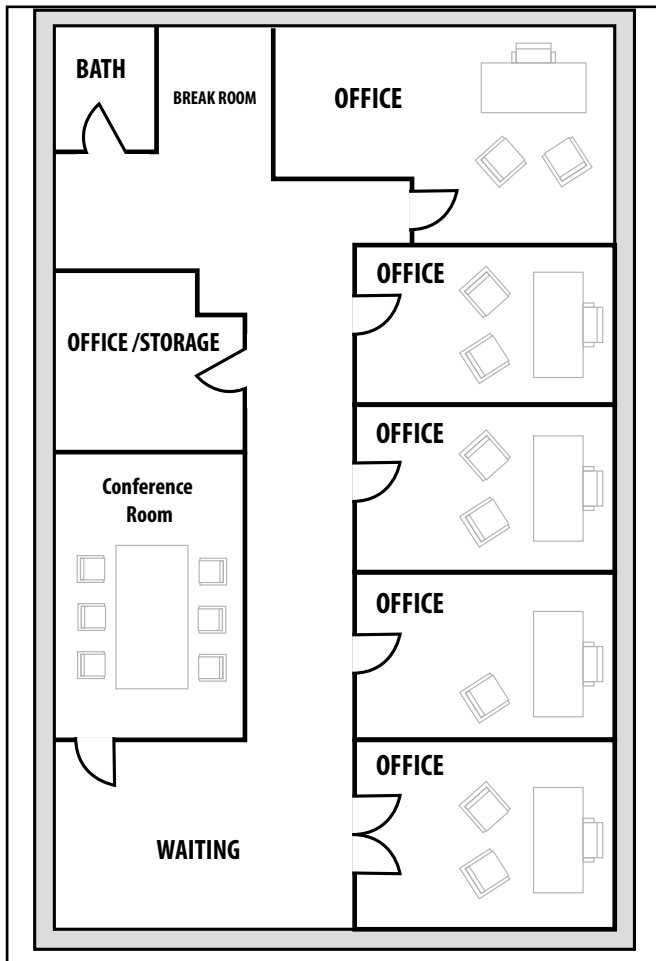 BATH
BREAK ROOM
OFFICE
OFFICE
OFFICE /STORAGE
OFFICE
Conference
Room
OFFICE
OFFICE
WAITING